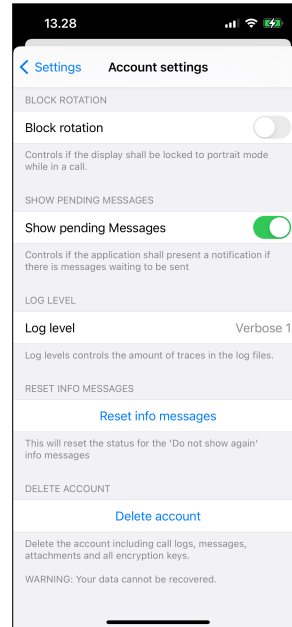 13.28
Settings
Account settings
BLOCK ROTATION
Block rotation
Controls if the display shall be locked to portrait mode
while in a call.
SHOW PENDING MESSAGES
Show pending Messages
Controls if the application shall present a notification if
there is messages waiting to be sent
LOG LEVEL
Log level Verbose 1
Log levels controls the amount of traces in the log files.
RESET INFO MESSAGES
Reset info messages
This will reset the status for the 'Do not show again'
info messages
DELETE ACCOUNT
Delete account
Delete the account including call logs, messages,
attachments and all encryption keys.
WARNING: Your data cannot be recovered.